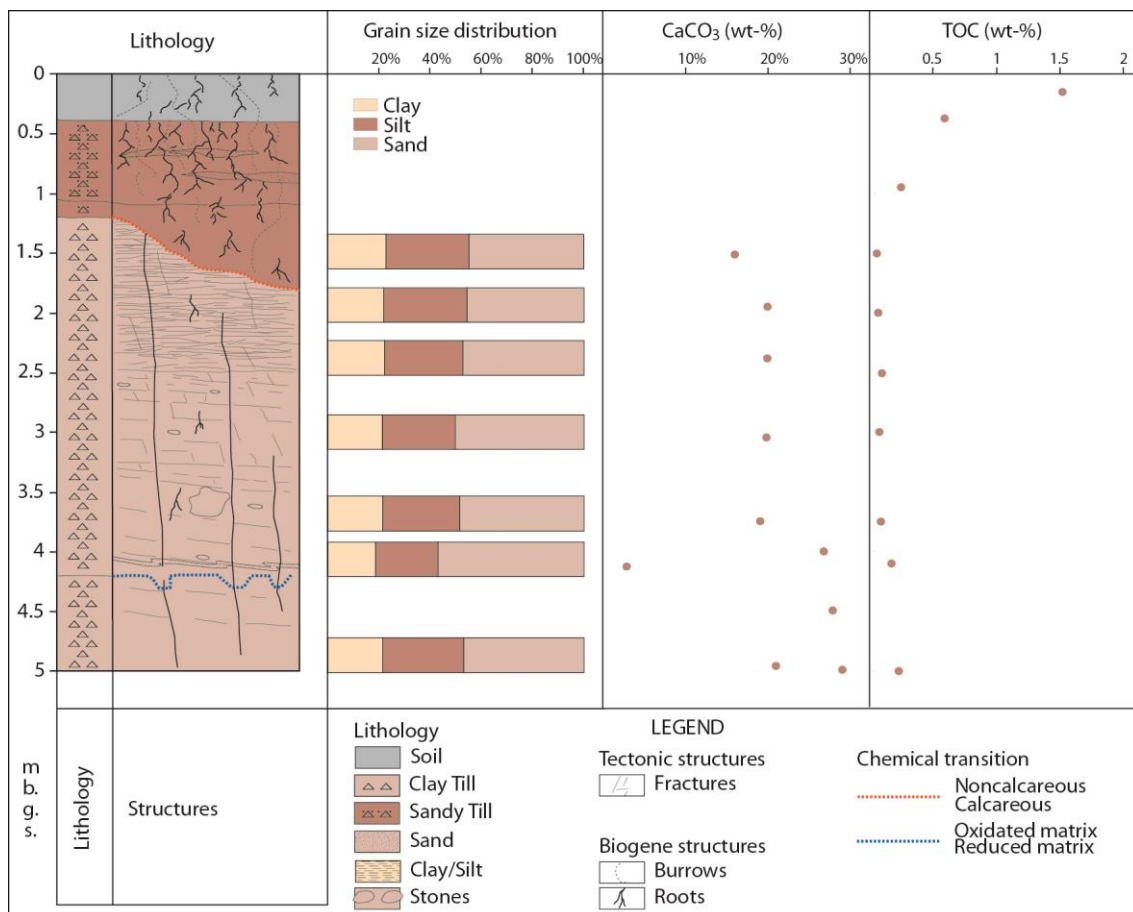 Lithology
Grain size distribution
20% 40% 60% 80% 100%
CaCO₃ (wt-%)
10% 20% 30%
TOC (wt-%)
0.5 1 1.5 2
Clay
Silt
Sand
0
0.5
1
1.5
2
2.5
3
3.5
4
4.5
5
m
b.
g.
s.
Lithology
Structures
Lithology
Soil
Clay Till
Sandy Till
Sand
Clay/Silt
Stones
LEGEND
Tectonic structures
Fractures
Biogene structures
Burrows
Roots
Chemical transition
Noncalcareous
Calcareous
Oxidated matrix
Reduced matrix